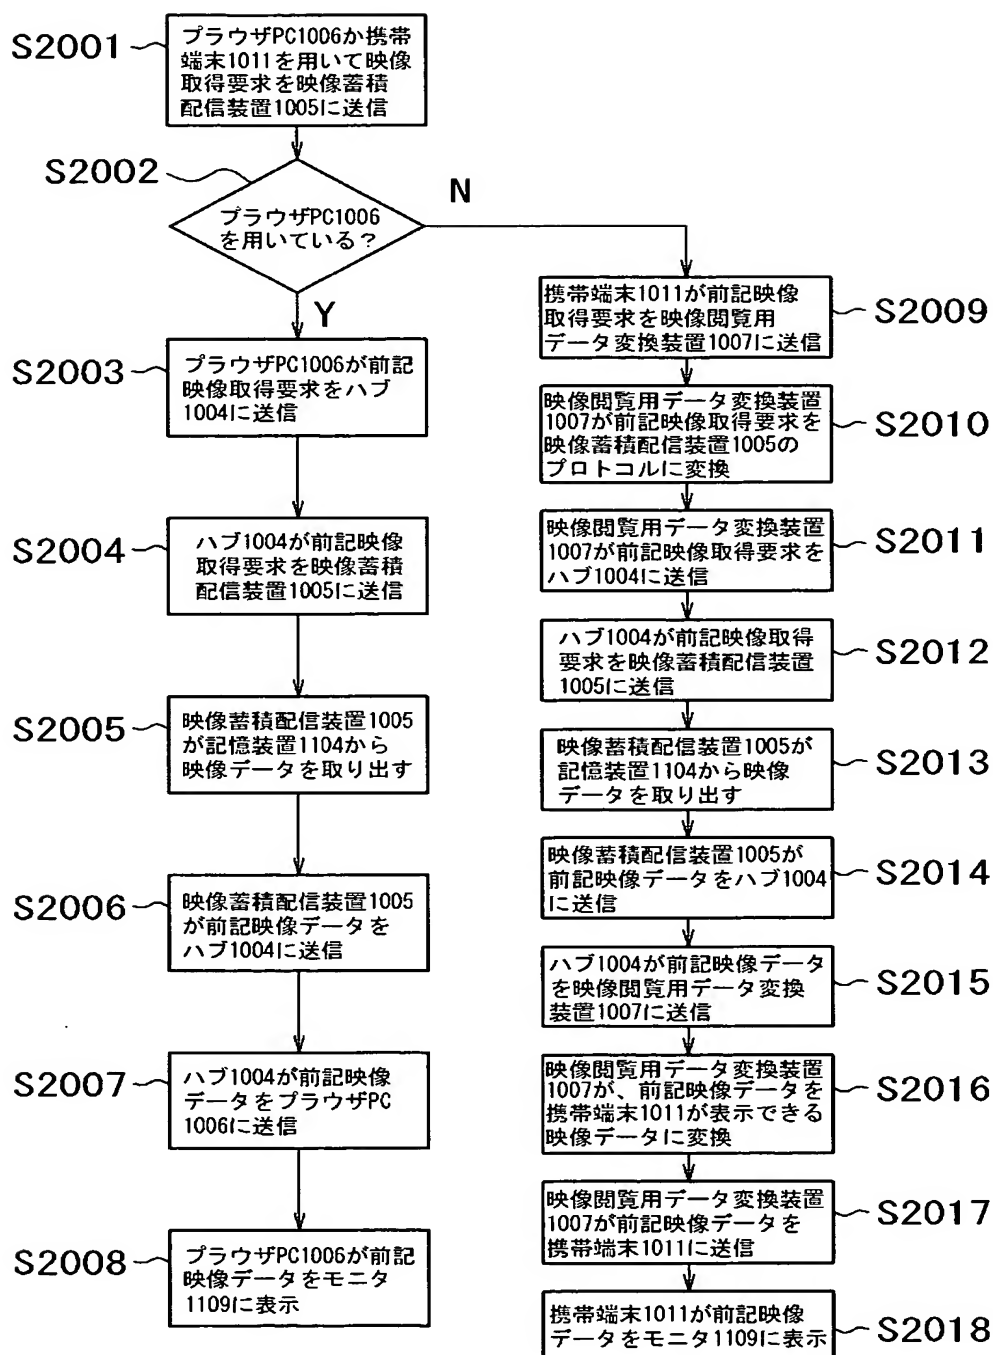 S2001
プラウザPC1006か携帯
端末1011を用いて映像
取得要求を映像蓄積
配信装置1005に送信
S2002
プラウザPC1006
を用いている？
N
Y
S2003
プラウザPC1006が前記
映像取得要求をハブ
1004に送信
S2004
ハブ1004が前記映像
取得要求を映像蓄積
配信装置1005に送信
S2005
映像蓄積配信装置1005
が記憶装置1104から
映像データを取り出す
S2006
映像蓄積配信装置1005
が前記映像データを
ハブ1004に送信
S2007
ハブ1004が前記映像
データをプラウザPC
1006に送信
S2008
プラウザPC1006が前記
映像データをモニタ
1109に表示
携帯端末1011が前記映像
取得要求を映像閲覧用
データ変換装置1007に送信
S2009
映像閲覧用データ変換装置
1007が前記映像取得要求を
映像蓄積配信装置1005の
プロトコルに変換
S2010
映像閲覧用データ変換装置
1007が前記映像取得要求を
ハブ1004に送信
S2011
ハブ1004が前記映像取得
要求を映像蓄積配信装置
1005に送信
S2012
映像蓄積配信装置1005が
記憶装置1104から映像
データを取り出す
S2013
映像蓄積配信装置1005が
前記映像データをハブ1004
に送信
S2014
ハブ1004が前記映像データ
を映像閲覧用データ変換
装置1007に送信
S2015
映像閲覧用データ変換装置
1007が、前記映像データを
携帯端末1011が表示できる
映像データに変換
S2016
映像閲覧用データ変換装置
1007が前記映像データを
携帯端末1011に送信
S2017
携帯端末1011が前記映像
データをモニタ1109に表示
S2018